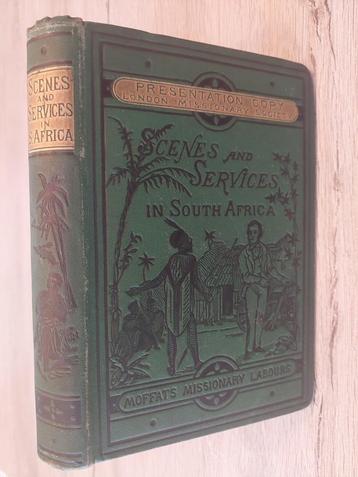 SCENES
AND
SERVICES
IN
S. AFRICA
PRESENTATION COPY
LONDON MISSIONARY SOCIETY
SCENES AND
SERVICES
IN SOUTH AFRICA
MOFFAT'S MISSIONARY LABOURS